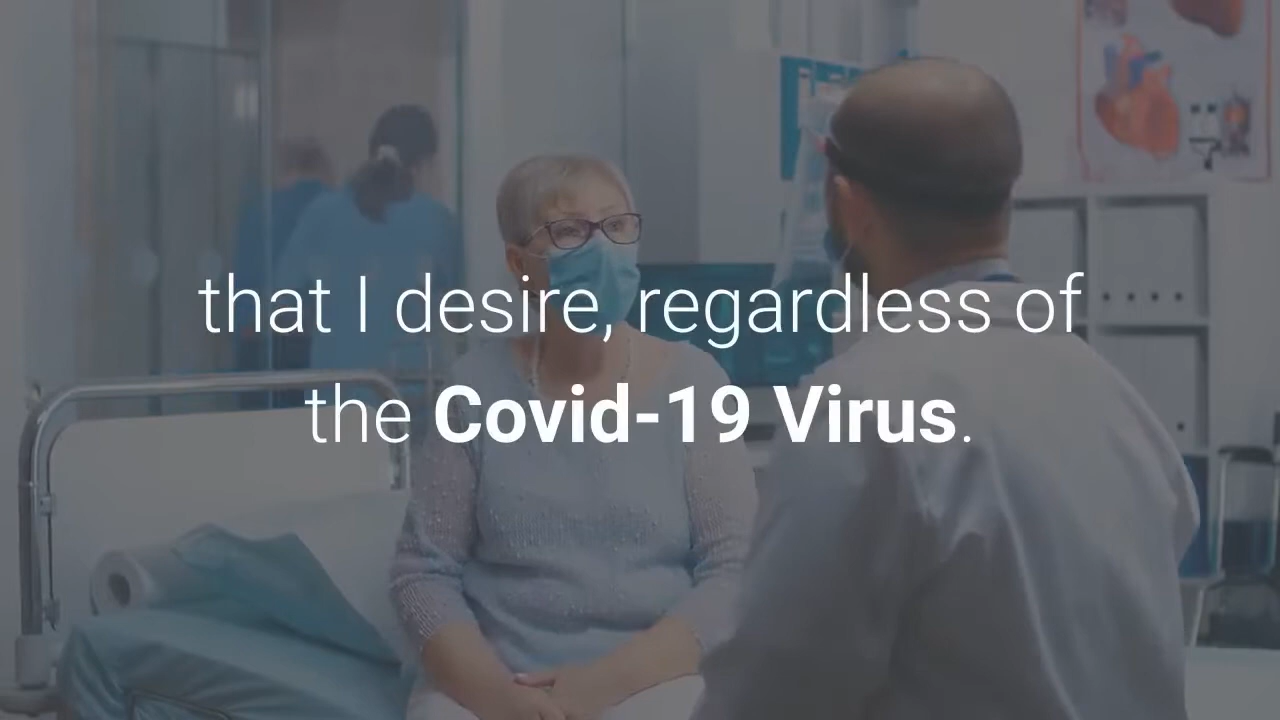 that I desire, regardless of
the Covid-19 Virus.